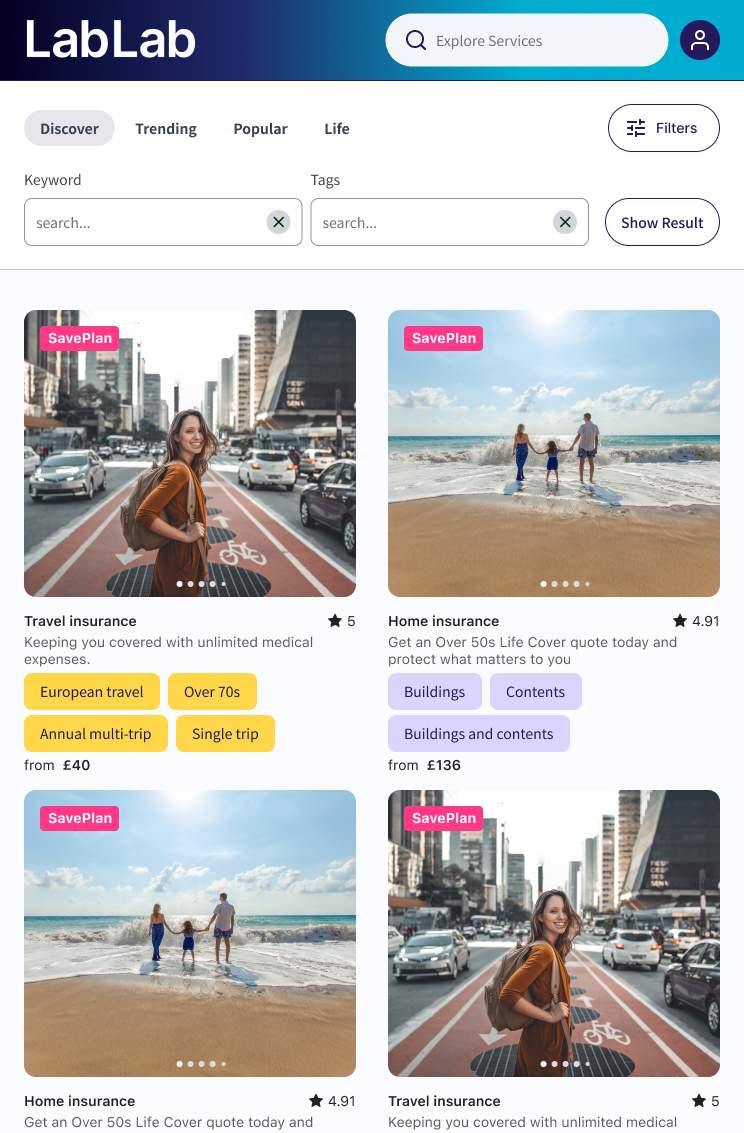 LabLab
Explore Services
Discover
Trending
Popular
Life
Filters
Keyword
Tags
search...
search...
Show Result
SavePlan
SavePlan
Travel insurance
5
Keeping you covered with unlimited medical
expenses.
European travel
Over 70s
Annual multi-trip
Single trip
from £40
Home insurance
4.91
Get an Over 50s Life Cover quote today and
protect what matters to you
Buildings
Contents
Buildings and contents
from £136
SavePlan
SavePlan
Home insurance
4.91
Get an Over 50s Life Cover quote today and
Travel insurance
5
Keeping you covered with unlimited medical